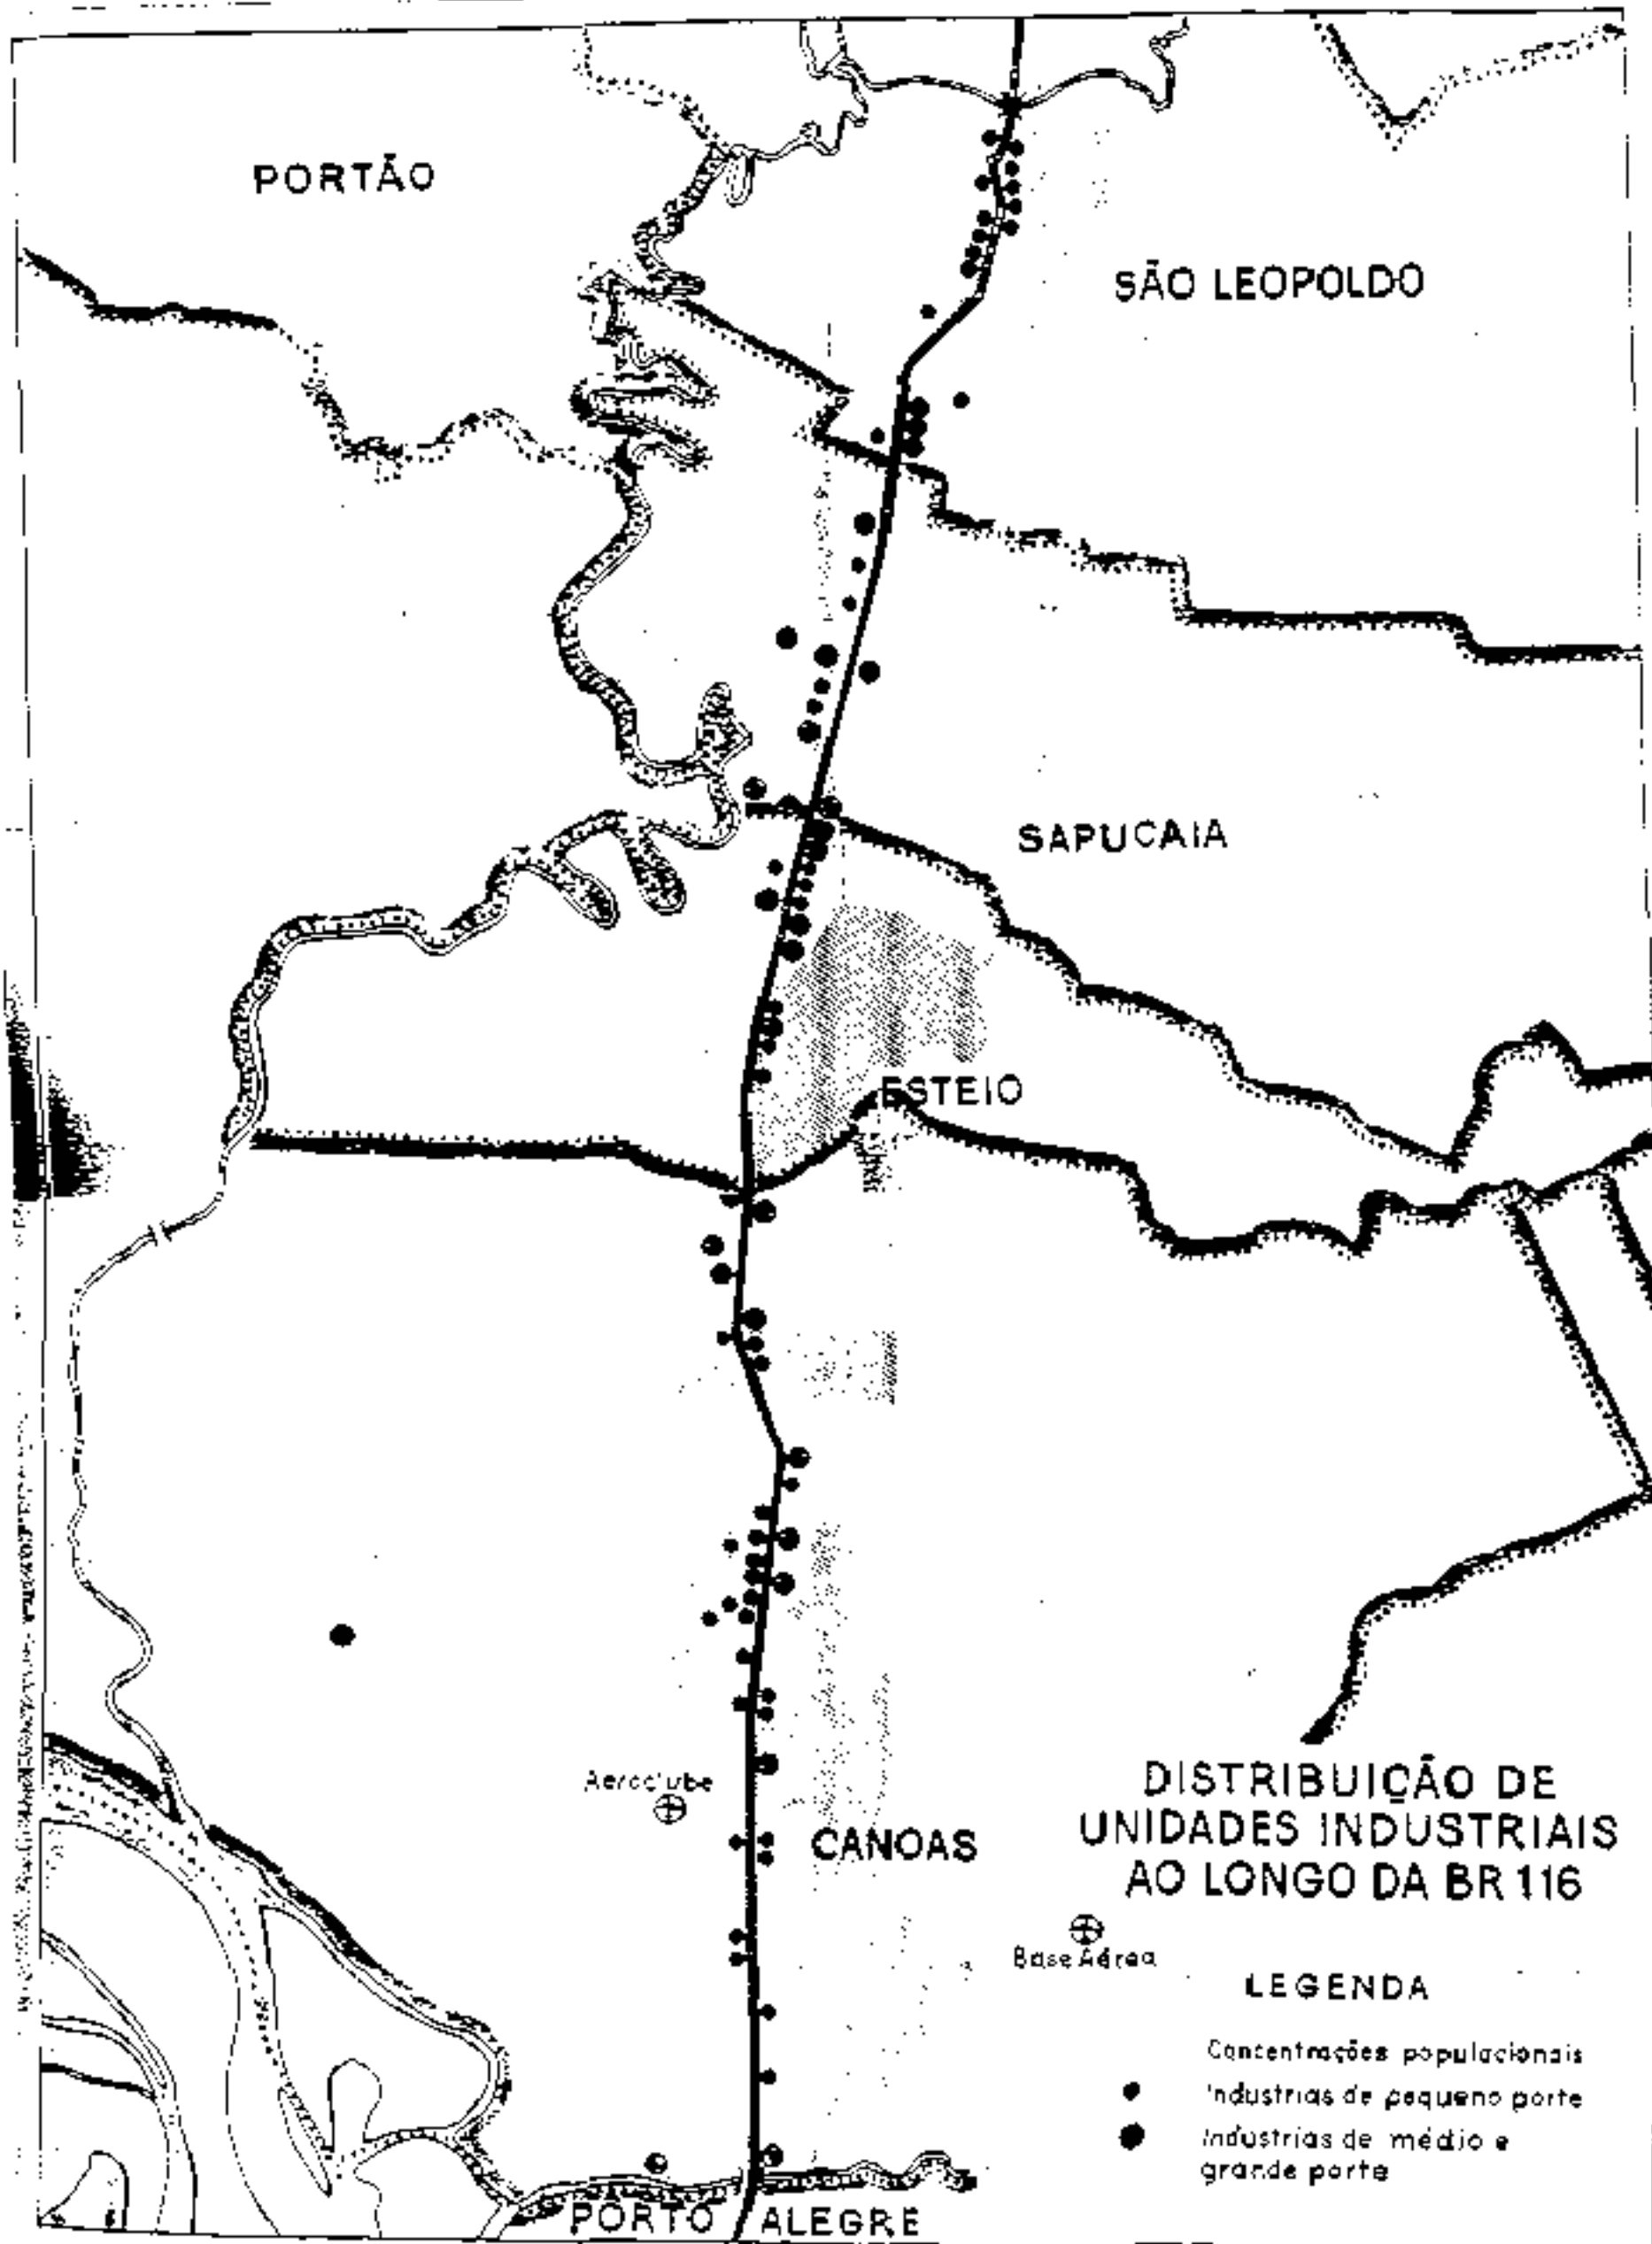 PORTÃO
SÃO LEOPOLDO
SAPUCAIA
ESTEIO
Aeroclube
CANOAS
DISTRIBUIÇÃO DE
UNIDADES INDUSTRIAIS
AO LONGO DA BR 116
Base Aérea
LEGENDA
Concentrações populacionais
Industrias de pequeno porte
Industrias de médio e
grande porte
PORTO ALEGRE